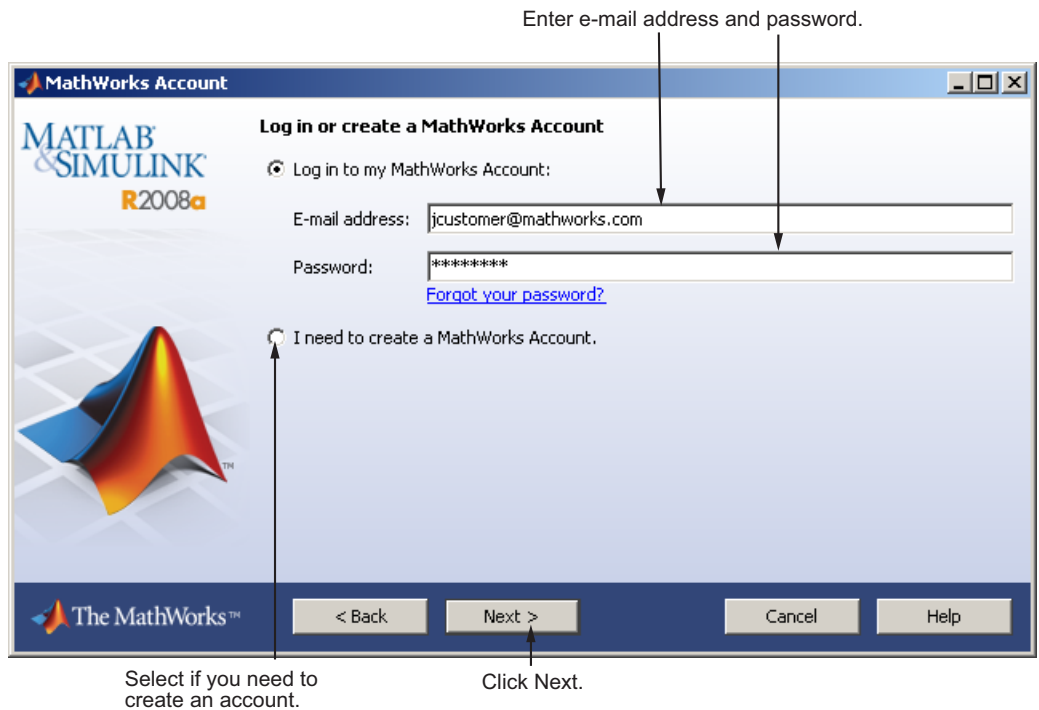 Enter e-mail address and password.
MathWorks Account
MATLAB
&SIMULINK
R2008a
Log in or create a MathWorks Account
Log in to my MathWorks Account:
E-mail address: jcustomer@mathworks.com
Password: ********
Forgot your password?
I need to create a MathWorks Account.
TM
The MathWorks™
< Back
Next >
Cancel
Help
Select if you need to
create an account.
Click Next.